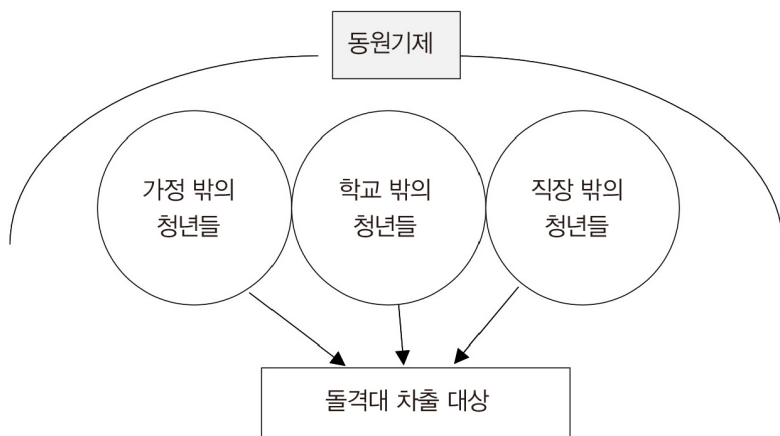 동원기제
가정 밖의
청년들
학교 밖의
청년들
직장 밖의
청년들
돌격대 차출 대상